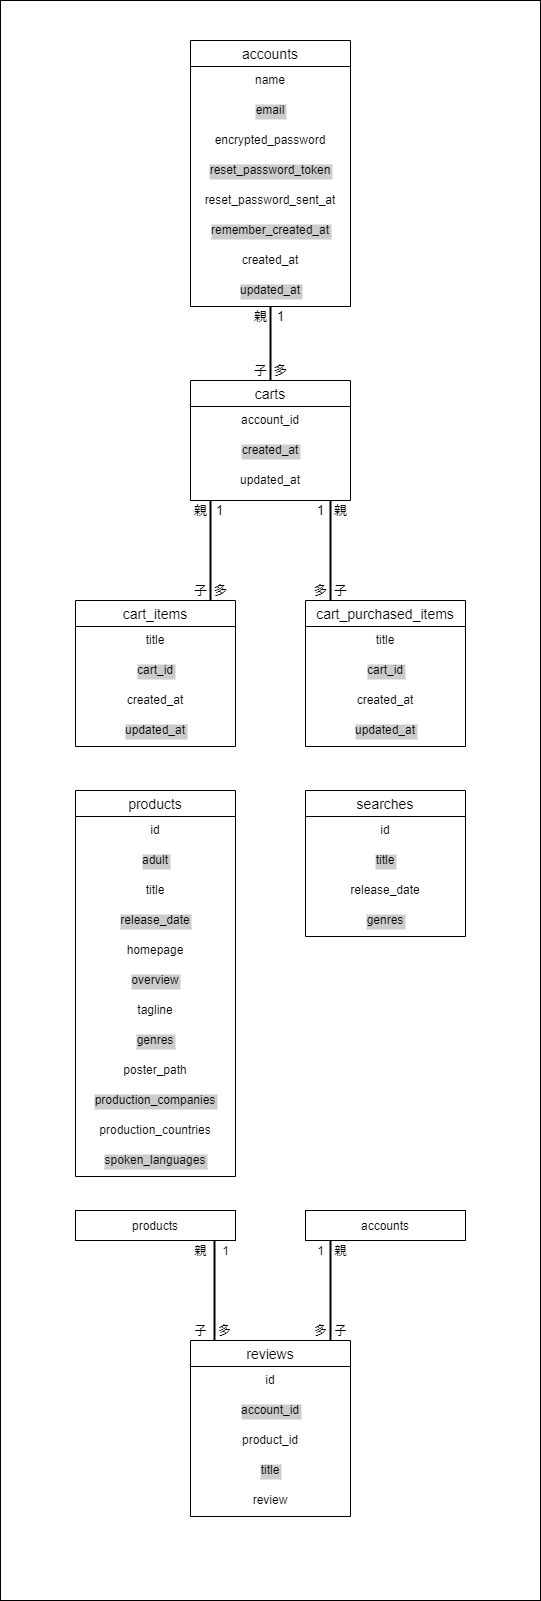 accounts
name
email
encrypted_password
reset_password_token
reset_password_sent_at
remember_created_at
created_at
updated_at
親 1
子 多
carts
account_id
created_at
updated_at
親 1
1 親
子 多
多 子
cart_items
title
cart_id
created_at
updated_at
cart_purchased_items
title
cart_id
created_at
updated_at
products
id
adult
title
release_date
homepage
overview
tagline
genres
poster_path
production_companies
production_countries
spoken_languages
searches
id
title
release_date
genres
products
accounts
親 1
1 親
子 多
多 子
reviews
id
account_id
product_id
title
review